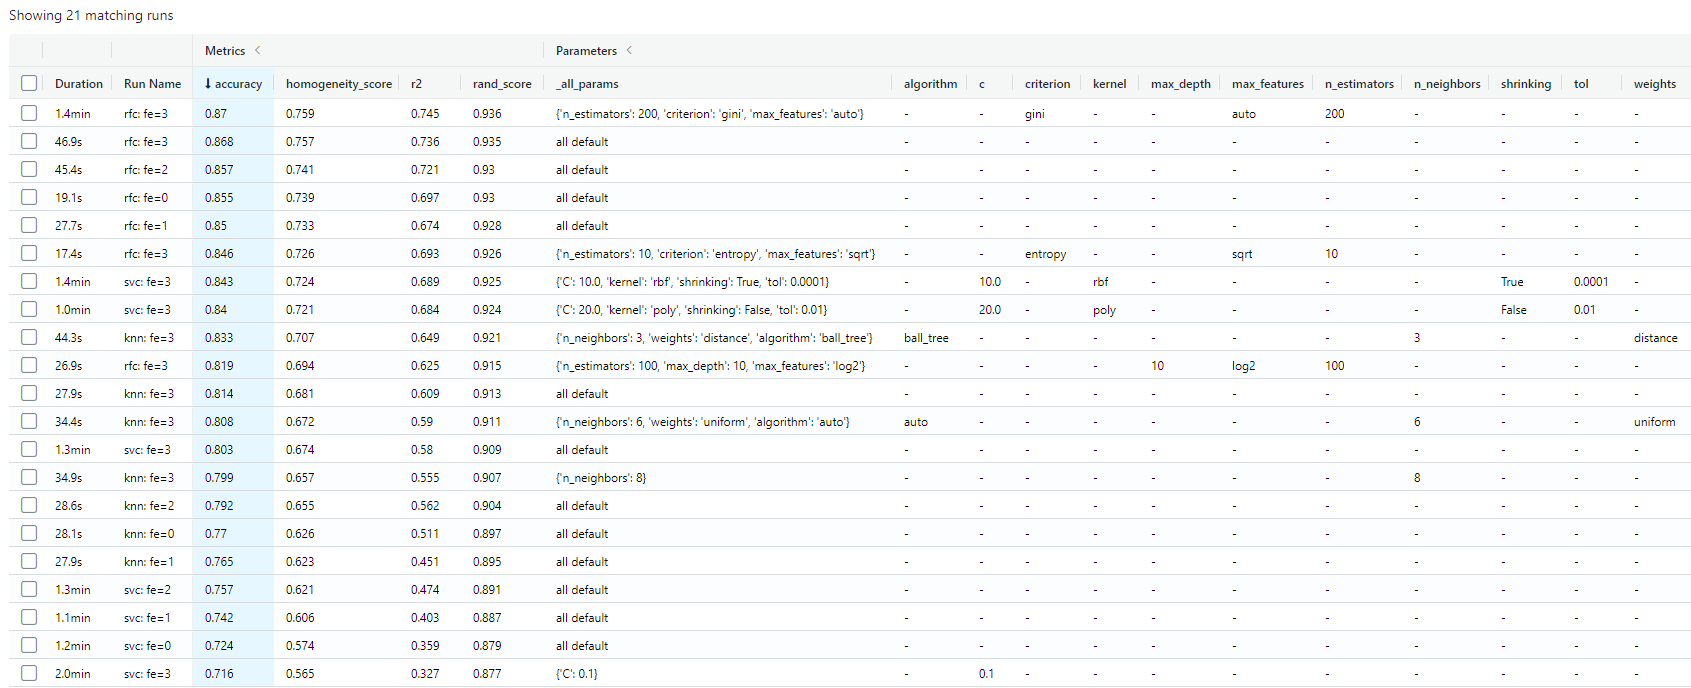 Showing 21 matching runs
Metrics Parameters
Duration Run Name ↓ accuracy homogeneity_score r2 rand_score _all_params algorithm c criterion kernel max_depth max_features n_estimators n_neighbors shrinking tol weights
1.4min rfc: fe=3 0.87 0.759 0.745 0.936 {'n_estimators': 200, 'criterion': 'gini', 'max_features': 'auto'} - - gini - - auto 200 - - - -
46.9s rfc: fe=3 0.868 0.757 0.736 0.935 all default - - - - - - - - - - -
45.4s rfc: fe=2 0.857 0.741 0.721 0.93 all default - - - - - - - - - - -
19.1s rfc: fe=0 0.855 0.739 0.697 0.93 all default - - - - - - - - - - -
27.7s rfc: fe=1 0.85 0.733 0.674 0.928 all default - - - - - - - - - - -
17.4s rfc: fe=3 0.846 0.726 0.693 0.926 {'n_estimators': 10, 'criterion': 'entropy', 'max_features': 'sqrt'} - - entropy - - sqrt 10 - - - -
1.4min svc: fe=3 0.843 0.724 0.689 0.925 {'C': 10.0, 'kernel': 'rbf', 'shrinking': True, 'tol': 0.0001} - 10.0 - rbf - - - - True 0.0001 -
1.0min svc: fe=3 0.84 0.721 0.684 0.924 {'C': 20.0, 'kernel': 'poly', 'shrinking': False, 'tol': 0.01} - 20.0 - poly - - - - False 0.01 -
44.3s knn: fe=3 0.833 0.707 0.649 0.921 {'n_neighbors': 3, 'weights': 'distance', 'algorithm': 'ball_tree'} ball_tree - - - - - - 3 - - distance
26.9s rfc: fe=3 0.819 0.694 0.625 0.915 {'n_estimators': 100, 'max_depth': 10, 'max_features': 'log2'} - - - - 10 log2 100 - - - -
27.9s knn: fe=3 0.814 0.681 0.609 0.913 all default - - - - - - - - - - -
34.4s knn: fe=3 0.808 0.672 0.59 0.911 {'n_neighbors': 6, 'weights': 'uniform', 'algorithm': 'auto'} auto - - - - - - 6 - - uniform
1.3min svc: fe=3 0.803 0.674 0.58 0.909 all default - - - - - - - - - - -
34.9s knn: fe=3 0.799 0.657 0.555 0.907 {'n_neighbors': 8} - - - - - - - 8 - - -
28.6s knn: fe=2 0.792 0.655 0.562 0.904 all default - - - - - - - - - - -
28.1s knn: fe=0 0.77 0.626 0.511 0.897 all default - - - - - - - - - - -
27.9s knn: fe=1 0.765 0.623 0.451 0.895 all default - - - - - - - - - - -
1.3min svc: fe=2 0.757 0.621 0.474 0.891 all default - - - - - - - - - - -
1.1min svc: fe=1 0.742 0.606 0.403 0.887 all default - - - - - - - - - - -
1.2min svc: fe=0 0.724 0.574 0.359 0.879 all default - - - - - - - - - - -
2.0min svc: fe=3 0.716 0.565 0.327 0.877 {'C': 0.1} - 0.1 - - - - - - - - -